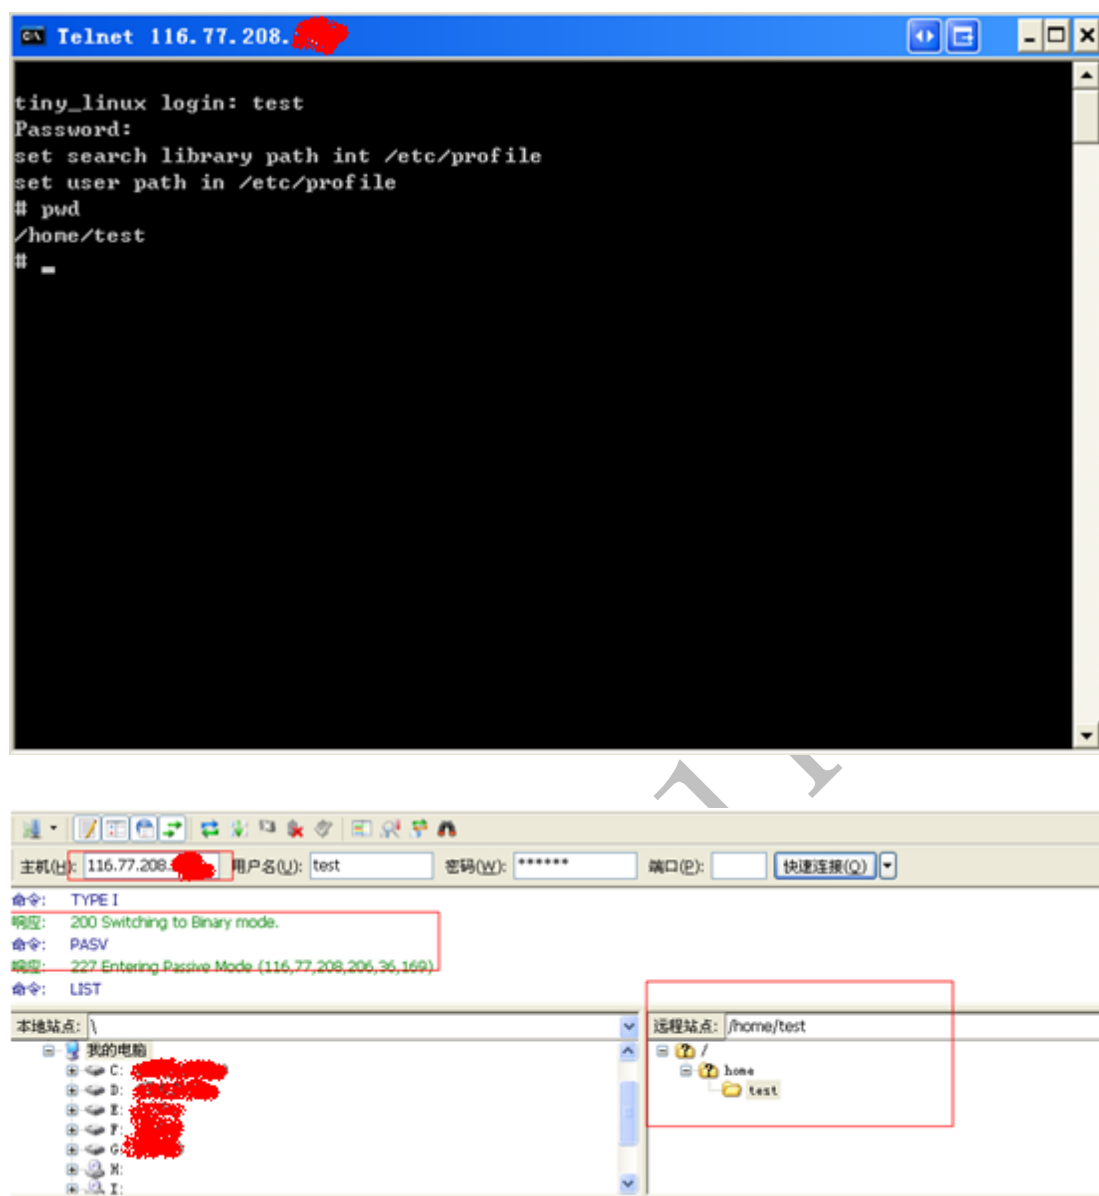 Telnet 116.77.208.
tiny_linux login: test
Password:
set search library path int /etc/profile
set user path in /etc/profile
# pwd
/home/test
#
主机(H): 116.77.208. 用户名(U): test 密码(W): ****** 端口(P): 快速连接(Q)
命令: TYPE I
响应: 200 Switching to Binary mode.
命令: PASV
响应: 227 Entering Passive Mode (116,77,208,206,36,169)
命令: LIST
本地站点: \
我的电脑
C:
D:
E:
F:
G:
H:
I:
远程站点: /home/test
/
home
test